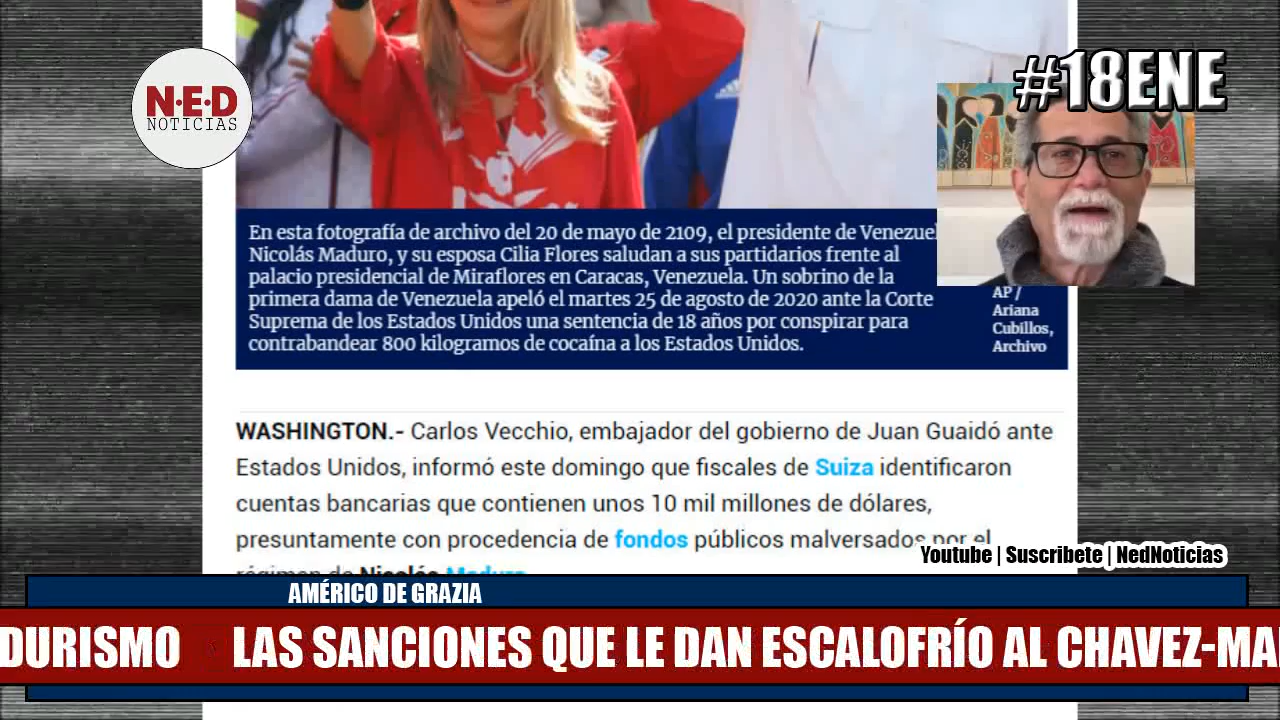 N·E·D
NOTICIAS
#18ENE
En esta fotografía de archivo del 20 de mayo de 2109, el presidente de Venezuel
Nicolás Maduro, y su esposa Cilia Flores saludan a sus partidarios frente al
palacio presidencial de Miraflores en Caracas, Venezuela. Un sobrino de la
primera dama de Venezuela apeló el martes 25 de agosto de 2020 ante la Corte
Suprema de los Estados Unidos una sentencia de 18 años por conspirar para
contrabandear 800 kilogramos de cocaína a los Estados Unidos.
AP /
Ariana
Cubillos,
Archivo
WASHINGTON.- Carlos Vecchio, embajador del gobierno de Juan Guaidó ante
Estados Unidos, informó este domingo que fiscales de Suiza identificaron
cuentas bancarias que contienen unos 10 mil millones de dólares,
presuntamente con procedencia de fondos públicos malversados por el
régimen de Nicolás Maduro
Youtube | Suscribete | NedNoticias
AMÉRICO DE GRAZIA
DURISMO LAS SANCIONES QUE LE DAN ESCALOFRÍO AL CHAVEZ-MA